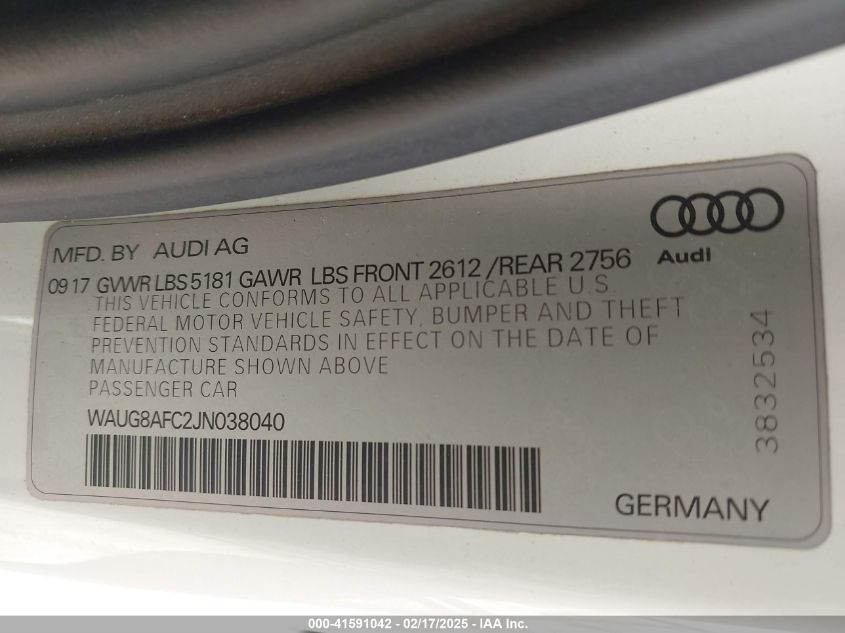 MFD. BY AUDI AG
Audi
09 17 GVWR LBS 5181 GAWR LBS FRONT 2612 /REAR 2756
THIS VEHICLE CONFORMS TO ALL APPLICABLE U.S.
FEDERAL MOTOR VEHICLE SAFETY, BUMPER AND THEFT
PREVENTION STANDARDS IN EFFECT ON THE DATE OF
MANUFACTURE SHOWN ABOVE
PASSENGER CAR
WAUG8AFC2JN038040
3832534
GERMANY
000-41591042 - 02/17/2025 - IAA Inc.